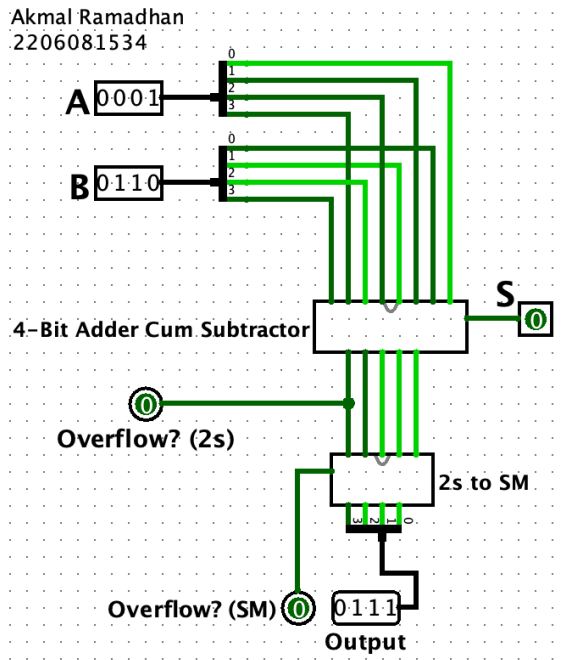 Akmal Ramadhan
2206081534
0
1
2
3
A 0001
0
1
2
3
B 0110
S
0
4-Bit Adder Cum Subtractor
0
Overflow? (2s)
2s to SM
3 2 1 0
Overflow? (SM) 0
0111
Output